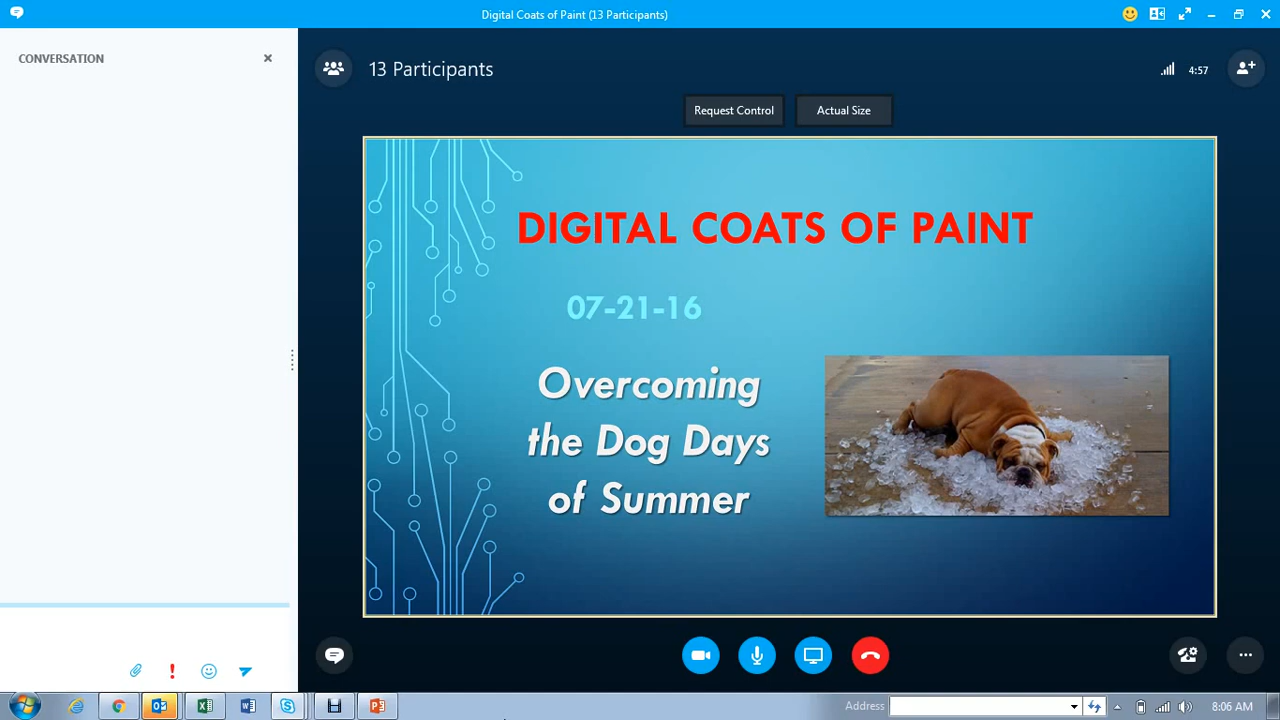 Digital Coats of Paint (13 Participants)
CONVERSATION
13 Participants
4:57
Request Control
Actual Size
DIGITAL COATS OF PAINT
07-21-16
Overcoming
the Dog Days
of Summer
Address
8:06 AM